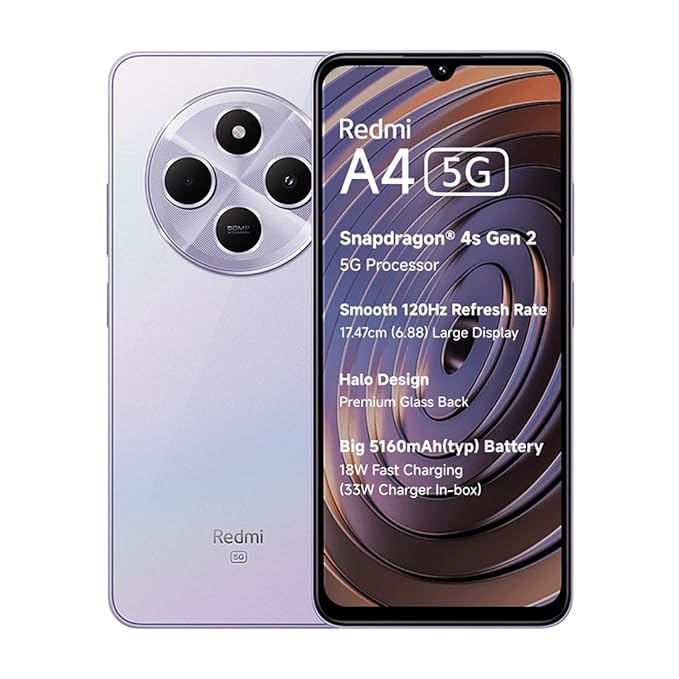 50MP
AI CAMERA
Redmi
5G
Redmi
A4 5G
Snapdragon® 4s Gen 2
5G Processor
Smooth 120Hz Refresh Rate
17.47cm (6.88) Large Display
Halo Design
Premium Glass Back
Big 5160mAh(typ) Battery
18W Fast Charging
(33W Charger In-box)